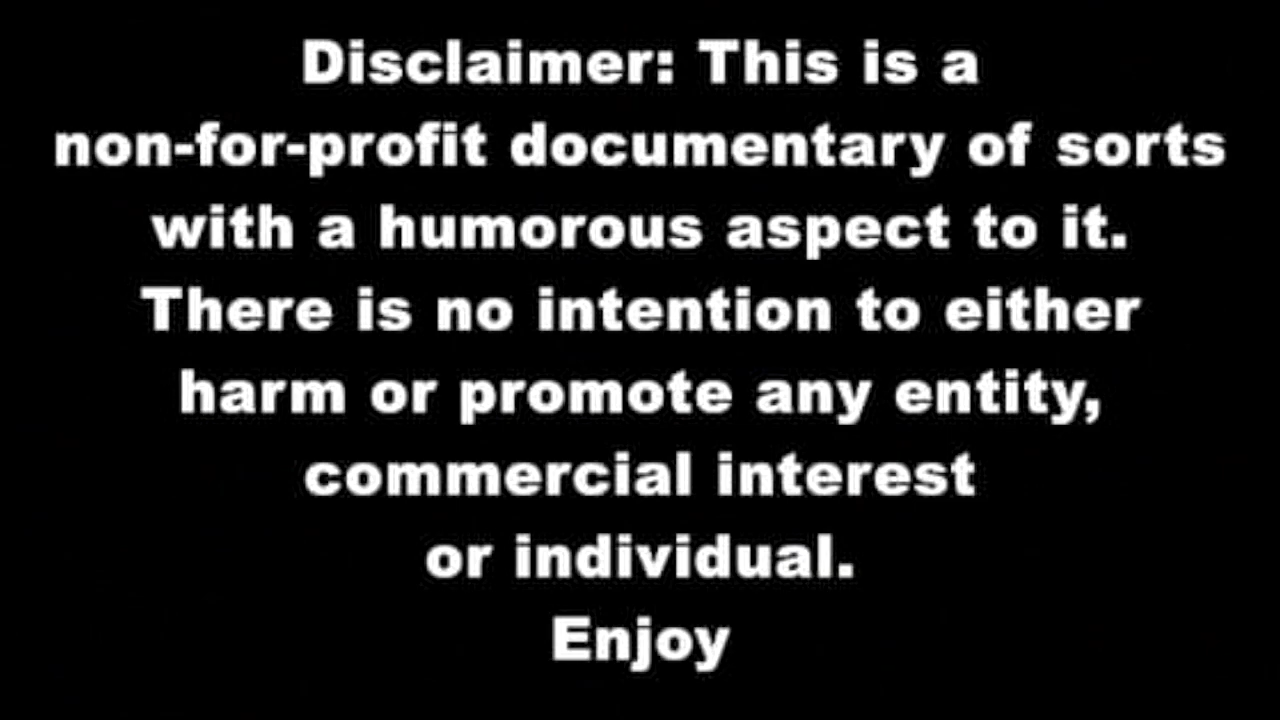 Disclaimer: This is a
non-for-profit documentary of sorts
with a humorous aspect to it.
There is no intention to either
harm or promote any entity,
commercial interest
or individual.
Enjoy